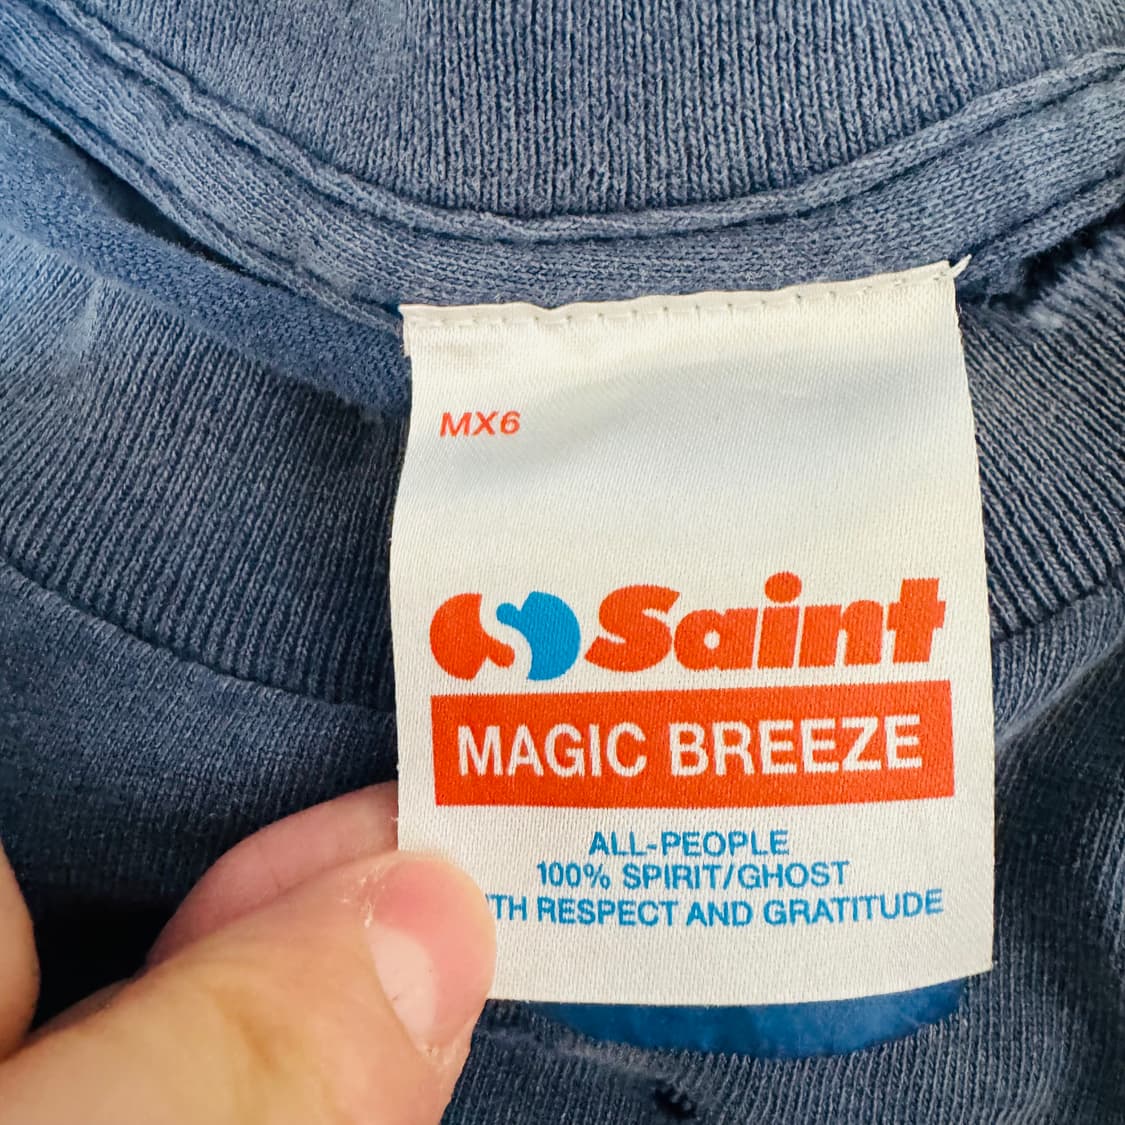 MX6
Saint
MAGIC BREEZE
ALL-PEOPLE
100% SPIRIT/GHOST
RESPECT AND GRATITUDE